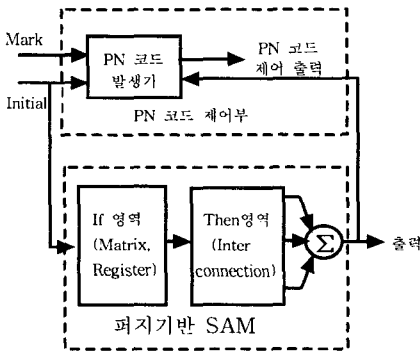 Mark
Initial
PN 코드
발생기
PN 코드
제어 출력
PN 코드 제어부
If 영역
(Matrix,
Register)
Then영역
(Inter
connection)
Σ
출력
퍼지기반 SAM